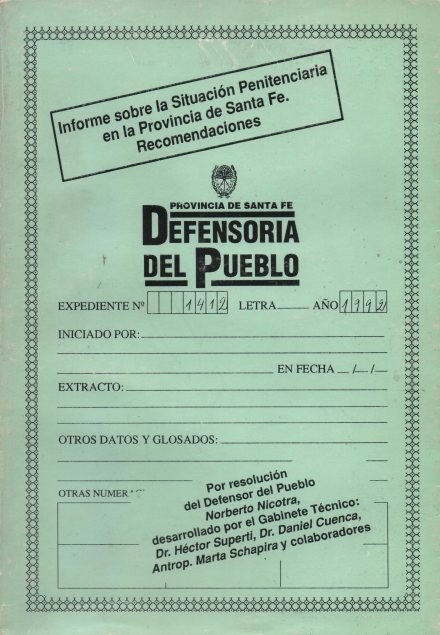 Informe sobre la Situación Penitenciaria
en la Provincia de Santa Fe.
Recomendaciones
PROVINCIA DE SANTA FE
DEFENSORIA
DEL PUEBLO
EXPEDIENTE Nº 1412 LETRA AÑO 1992
INICIADO POR:
EN FECHA / /
EXTRACTO:
OTROS DATOS Y GLOSADOS:
Por resolución
del Defensor del Pueblo
Norberto Nicotra,
desarrollado por el Gabinete Técnico:
Dr. Héctor Superti, Dr. Daniel Cuenca,
Antrop. Marta Schapira y colaboradores
OTRAS